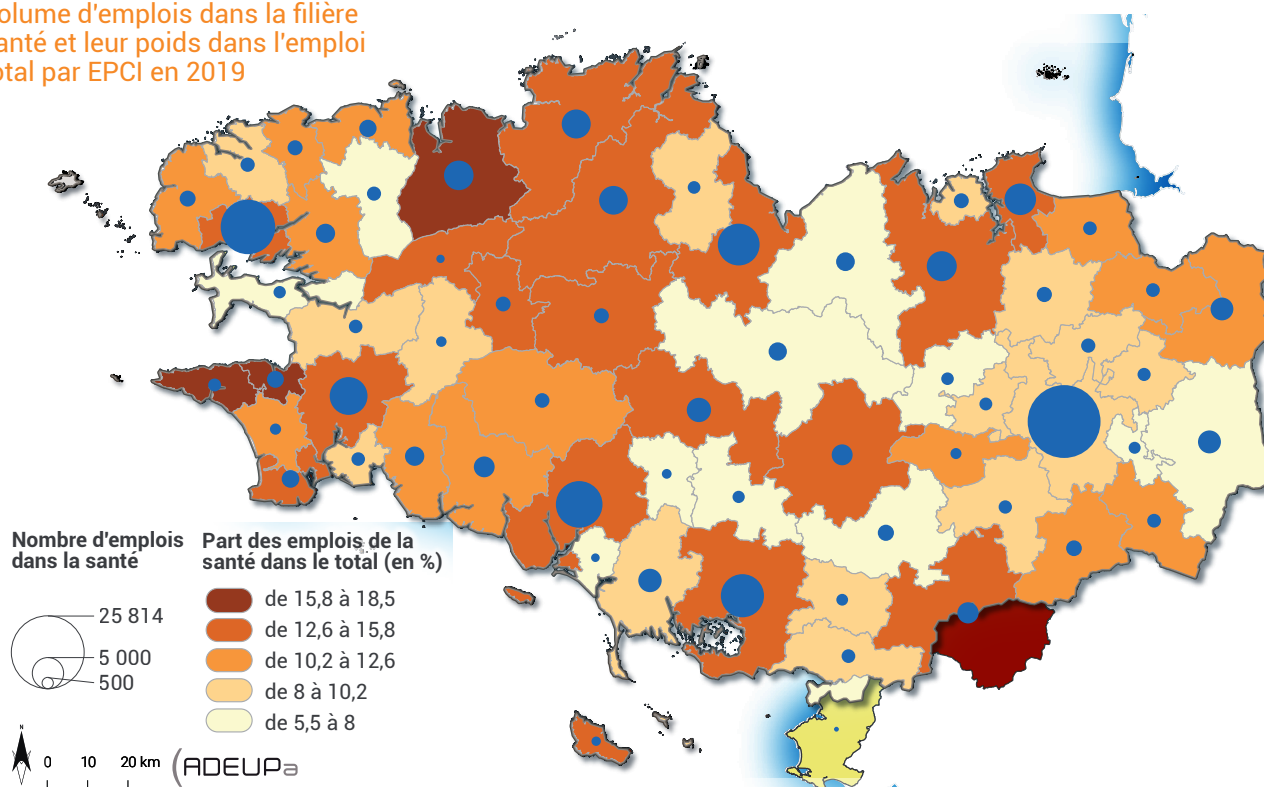 olume d'emplois dans la filière
anté et leur poids dans l'emploi
otal par EPCI en 2019
Nombre d'emplois
dans la santé
25 814
5 000
500
Part des emplois de la
santé dans le total (en %)
de 15,8 à 18,5
de 12,6 à 15,8
de 10,2 à 12,6
de 8 à 10,2
de 5,5 à 8
N
0 10 20 km
ADEUPa